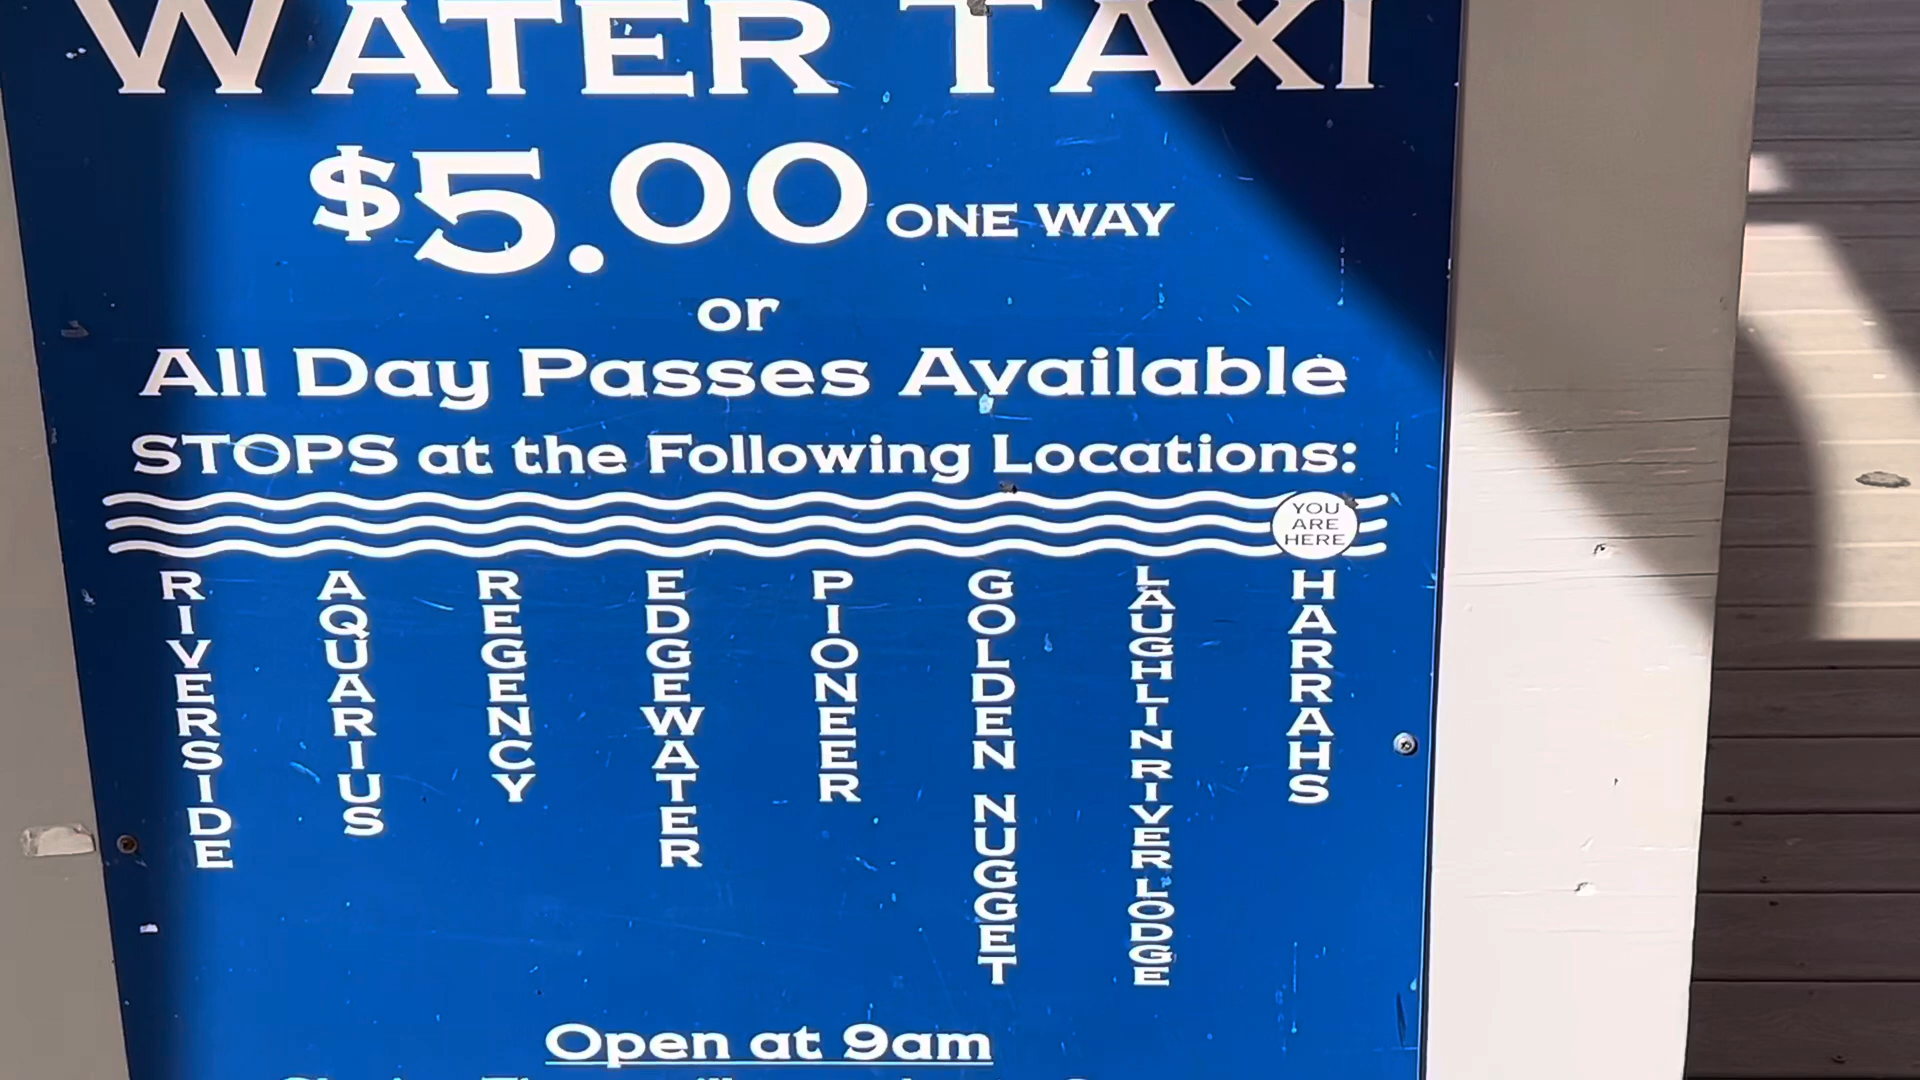 WATER TAXI
$5.00 ONE WAY
or
All Day Passes Available
STOPS at the Following Locations:
YOU
ARE
HERE
RIVERSIDE
AQUARIUS
REGENCY
EDGEWATER
PIONEER
GOLDEN NUGGET
LAUGHLIN RIVER LODGE
HARRAHS
Open at 9am